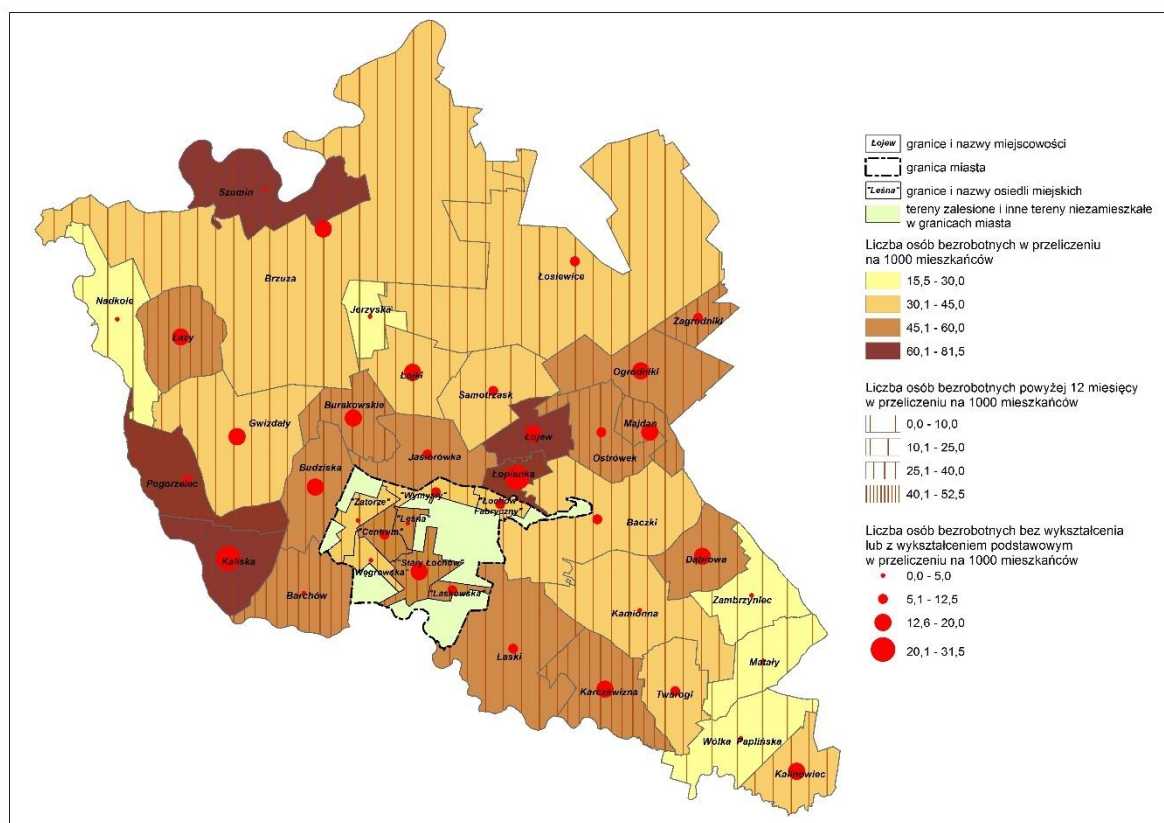 Szumin
Brzuza
Łosiewice
Nadkole
Jerzyska
Zagrodniki
Łazy
Łojki
Ogrodniki
Samotrzask
Burakowskie
Gwizdały
Łojew
Majdan
Ostrówek
Jasiorówka
Budziska
Łopianka
Pogorzelec
"Wymysły"
"Zatorze"
"Łochów
Fabryczny"
"Leśna"
Baczki
"Centrum"
Dąbrowa
Kaliska
"Stary Łochów"
"Węgrowska"
Barchów
"Laskowska"
Zambrzyniec
Kamionna
Laski
Matały
Karczewizna
Twarogi
Wólka Paplińska
Kalinowiec
Łojew
granice i nazwy miejscowości
granica miasta
"Leśna"
granice i nazwy osiedli miejskich
tereny zalesione i inne tereny niezamieszkałe
w granicach miasta
Liczba osób bezrobotnych w przeliczeniu
na 1000 mieszkańców
15,5 - 30,0
30,1 - 45,0
45,1 - 60,0
60,1 - 81,5
Liczba osób bezrobotnych powyżej 12 miesięcy
w przeliczeniu na 1000 mieszkańców
0,0 - 10,0
10,1 - 25,0
25,1 - 40,0
40,1 - 52,5
Liczba osób bezrobotnych bez wykształcenia
lub z wykształceniem podstawowym
w przeliczeniu na 1000 mieszkańców
0,0 - 5,0
5,1 - 12,5
12,6 - 20,0
20,1 - 31,5